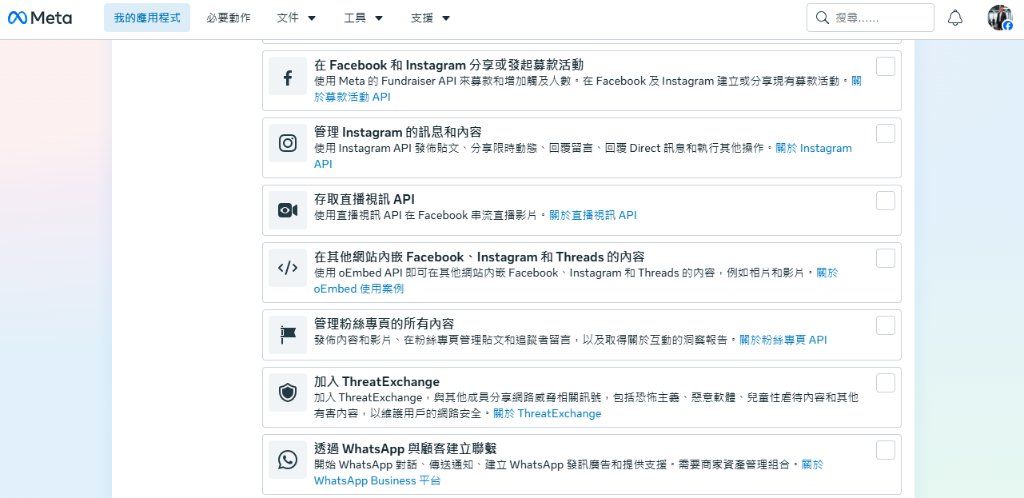 Meta
我的應用程式
必要動作
文件
工具
支援
搜尋......
在 Facebook 和 Instagram 分享或發起募款活動
使用 Meta 的 Fundraiser API 來募款和增加觸及人數。在 Facebook 及 Instagram 建立或分享現有募款活動。關
於募款活動 API
管理 Instagram 的訊息和內容
使用 Instagram API 發佈貼文、分享限時動態、回覆留言、回覆 Direct 訊息和執行其他操作。關於 Instagram
API
存取直播視訊 API
使用直播視訊 API 在 Facebook 串流直播影片。關於直播視訊 API
在其他網站內嵌 Facebook、Instagram 和 Threads 的內容
使用 oEmbed API 即可在其他網站內嵌 Facebook、Instagram 和 Threads 的內容，例如相片和影片。關於
oEmbed 使用案例
管理粉絲專頁的所有內容
發佈內容和影片、在粉絲專頁管理貼文和追蹤者留言，以及取得關於互動的洞察報告。關於粉絲專頁 API
加入 ThreatExchange
加入 ThreatExchange，與其他成員分享網路威脅相關訊號，包括恐怖主義、惡意軟體、兒童性虐待內容和其他
有害內容，以維護用戶的網路安全。關於 ThreatExchange
透過 WhatsApp 與顧客建立聯繫
開始 WhatsApp 對話、傳送通知、建立 WhatsApp 發訊廣告和提供支援。需要商家資產管理組合。關於
WhatsApp Business 平台